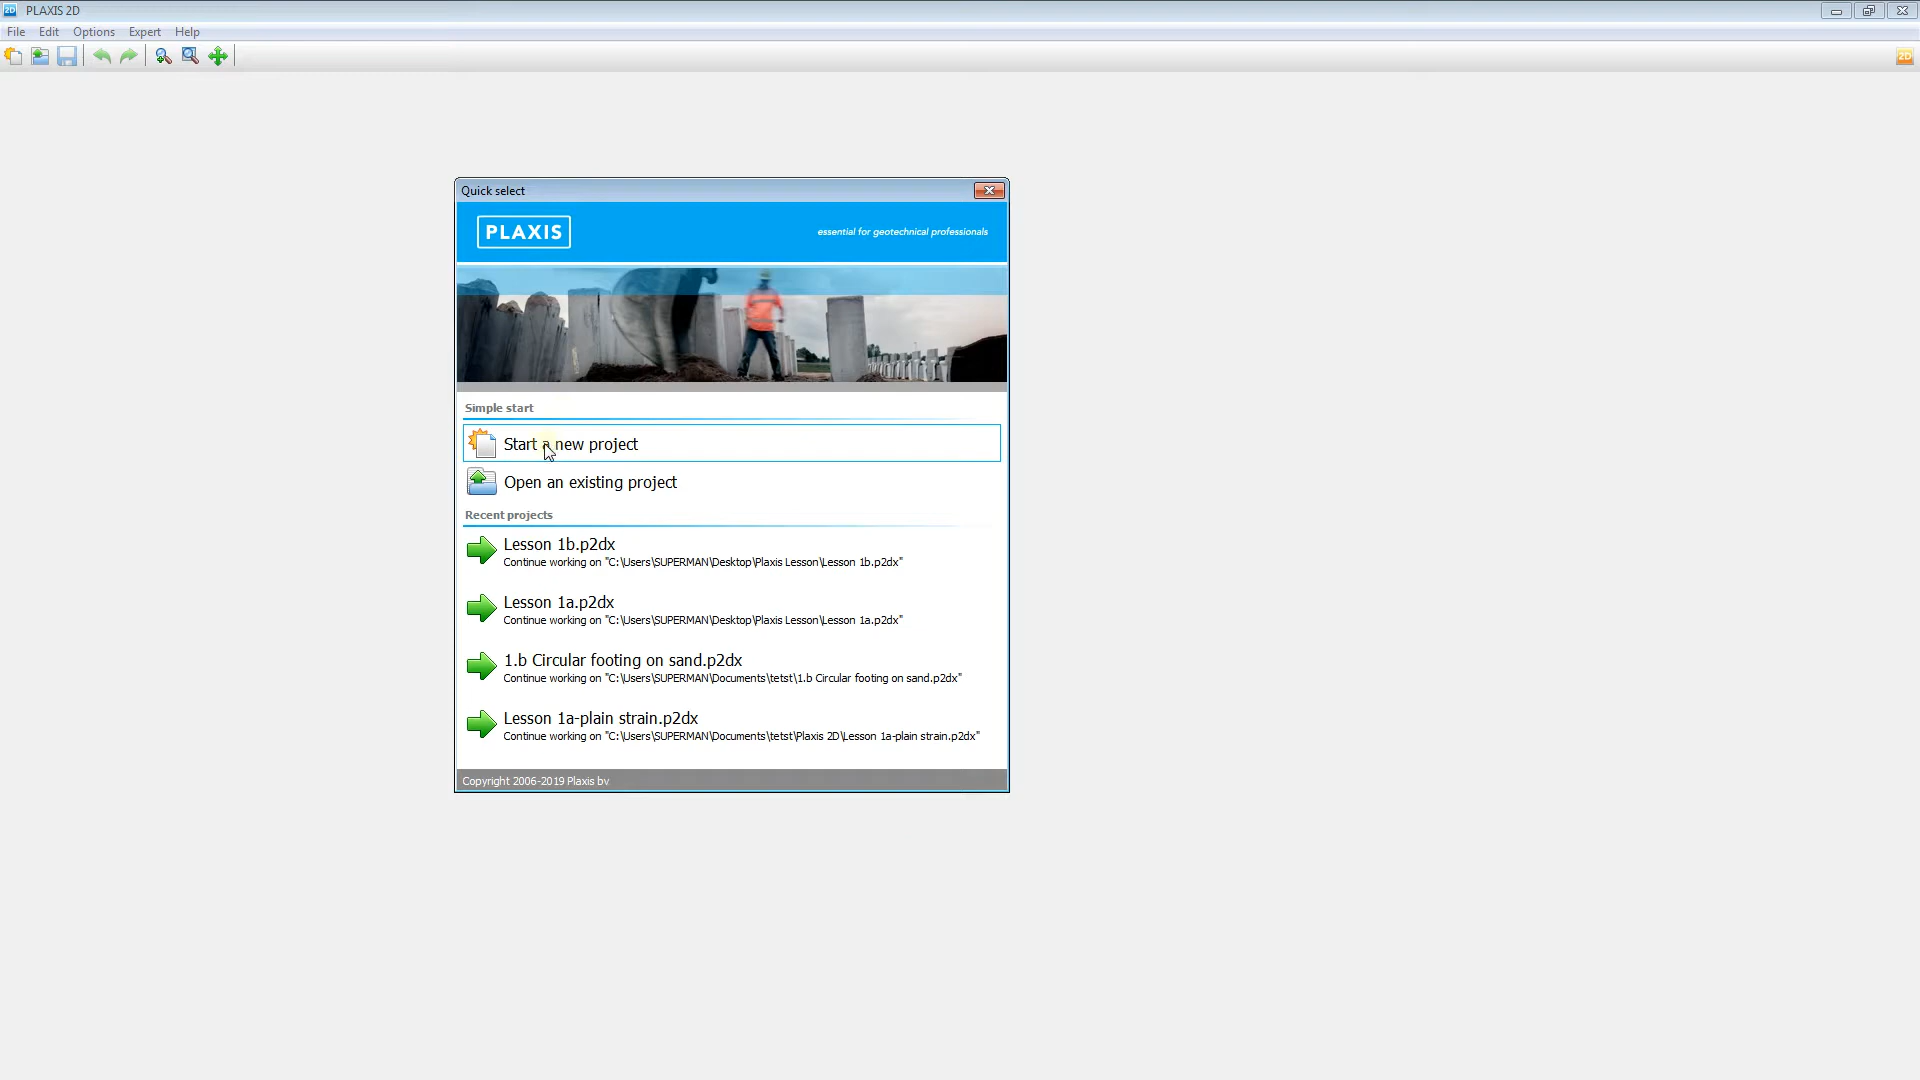 2D PLAXIS 2D
File Edit Options Expert Help
2D
Quick select
PLAXIS
essential for geotechnical professionals
Simple start
Start a new project
Open an existing project
Recent projects
Lesson 1b.p2dx
Continue working on "C:\Users\SUPERMAN\Desktop\Plaxis Lesson\Lesson 1b.p2dx"
Lesson 1a.p2dx
Continue working on "C:\Users\SUPERMAN\Desktop\Plaxis Lesson\Lesson 1a.p2dx"
1.b Circular footing on sand.p2dx
Continue working on "C:\Users\SUPERMAN\Documents\tetst\1.b Circular footing on sand.p2dx"
Lesson 1a-plain strain.p2dx
Continue working on "C:\Users\SUPERMAN\Documents\tetst\Plaxis 2D\Lesson 1a-plain strain.p2dx"
Copyright 2006-2019 Plaxis bv